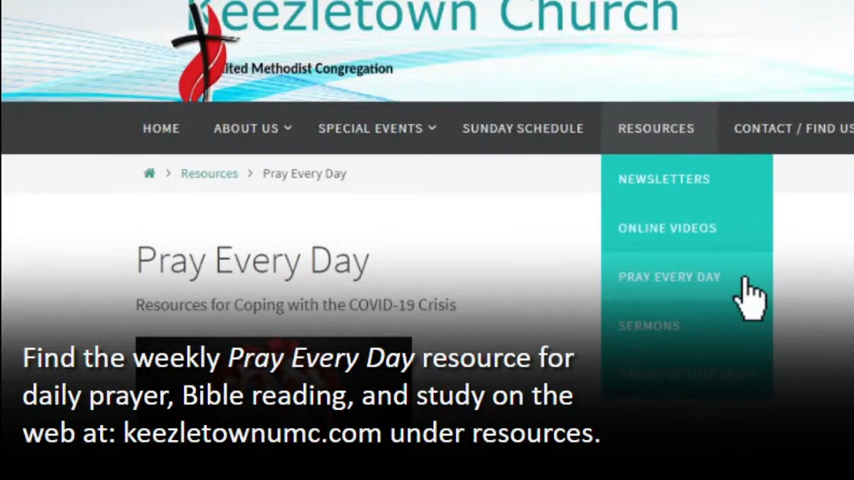 Keezletown Church
ited Methodist Congregation
HOME ABOUT US SPECIAL EVENTS SUNDAY SCHEDULE RESOURCES CONTACT / FIND US
NEWSLETTERS
Resources > Pray Every Day
ONLINE VIDEOS
Pray Every Day
PRAY EVERY DAY
Resources for Coping with the COVID-19 Crisis
SERMONS
Find the weekly Pray Every Day resource for
daily prayer, Bible reading, and study on the
web at: keezletownumc.com under resources.